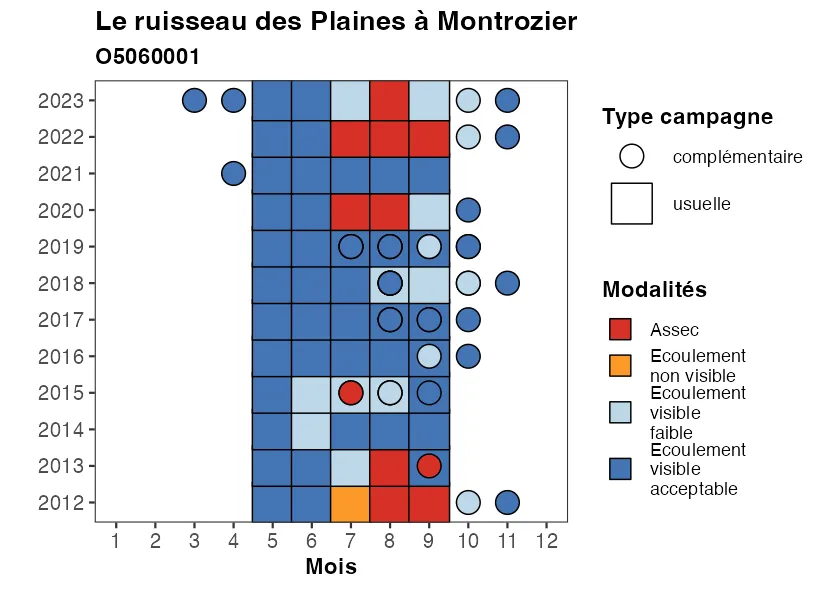 Le ruisseau des Plaines à Montrozier
O5060001
2023
2022
2021
2020
2019
2018
2017
2016
2015
2014
2013
2012
1 2 3 4 5 6 7 8 9 10 11 12
Mois
Type campagne
complémentaire
usuelle
Modalités
Assec
Ecoulement
non visible
Ecoulement
visible
faible
Ecoulement
visible
acceptable